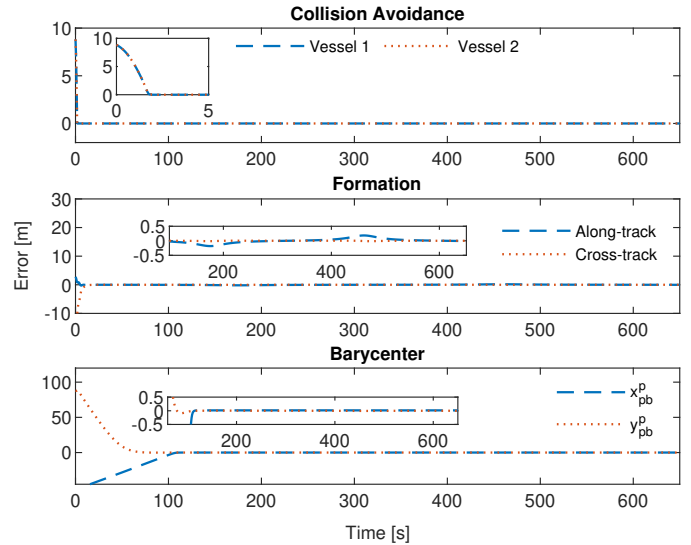 Collision Avoidance
10
5
0
10
5
0
0
5
Vessel 1
Vessel 2
0 100 200 300 400 500 600
Formation
30
20
10
0
-10
0.5
0
-0.5
200 400 600
Along-track
Cross-track
0 100 200 300 400 500 600
Error [m]
Barycenter
100
50
0
0.5
0
-0.5
200 400 600
x^p_pb
y^p_pb
0 100 200 300 400 500 600
Time [s]